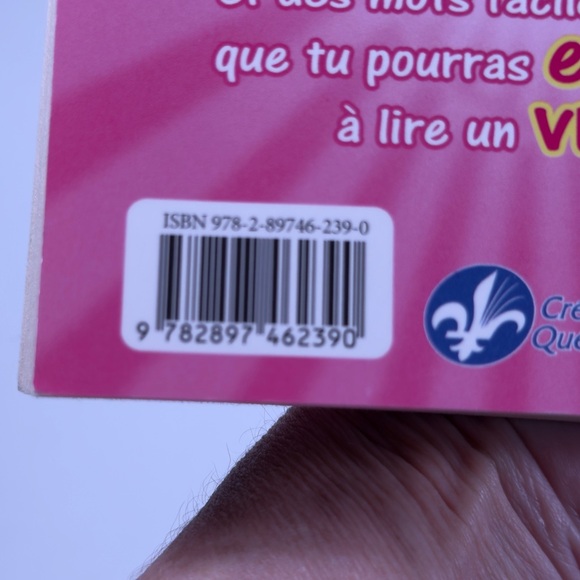 que tu pourras
à lire un
ISBN 978-2-89746-239-0
9 782897 462390